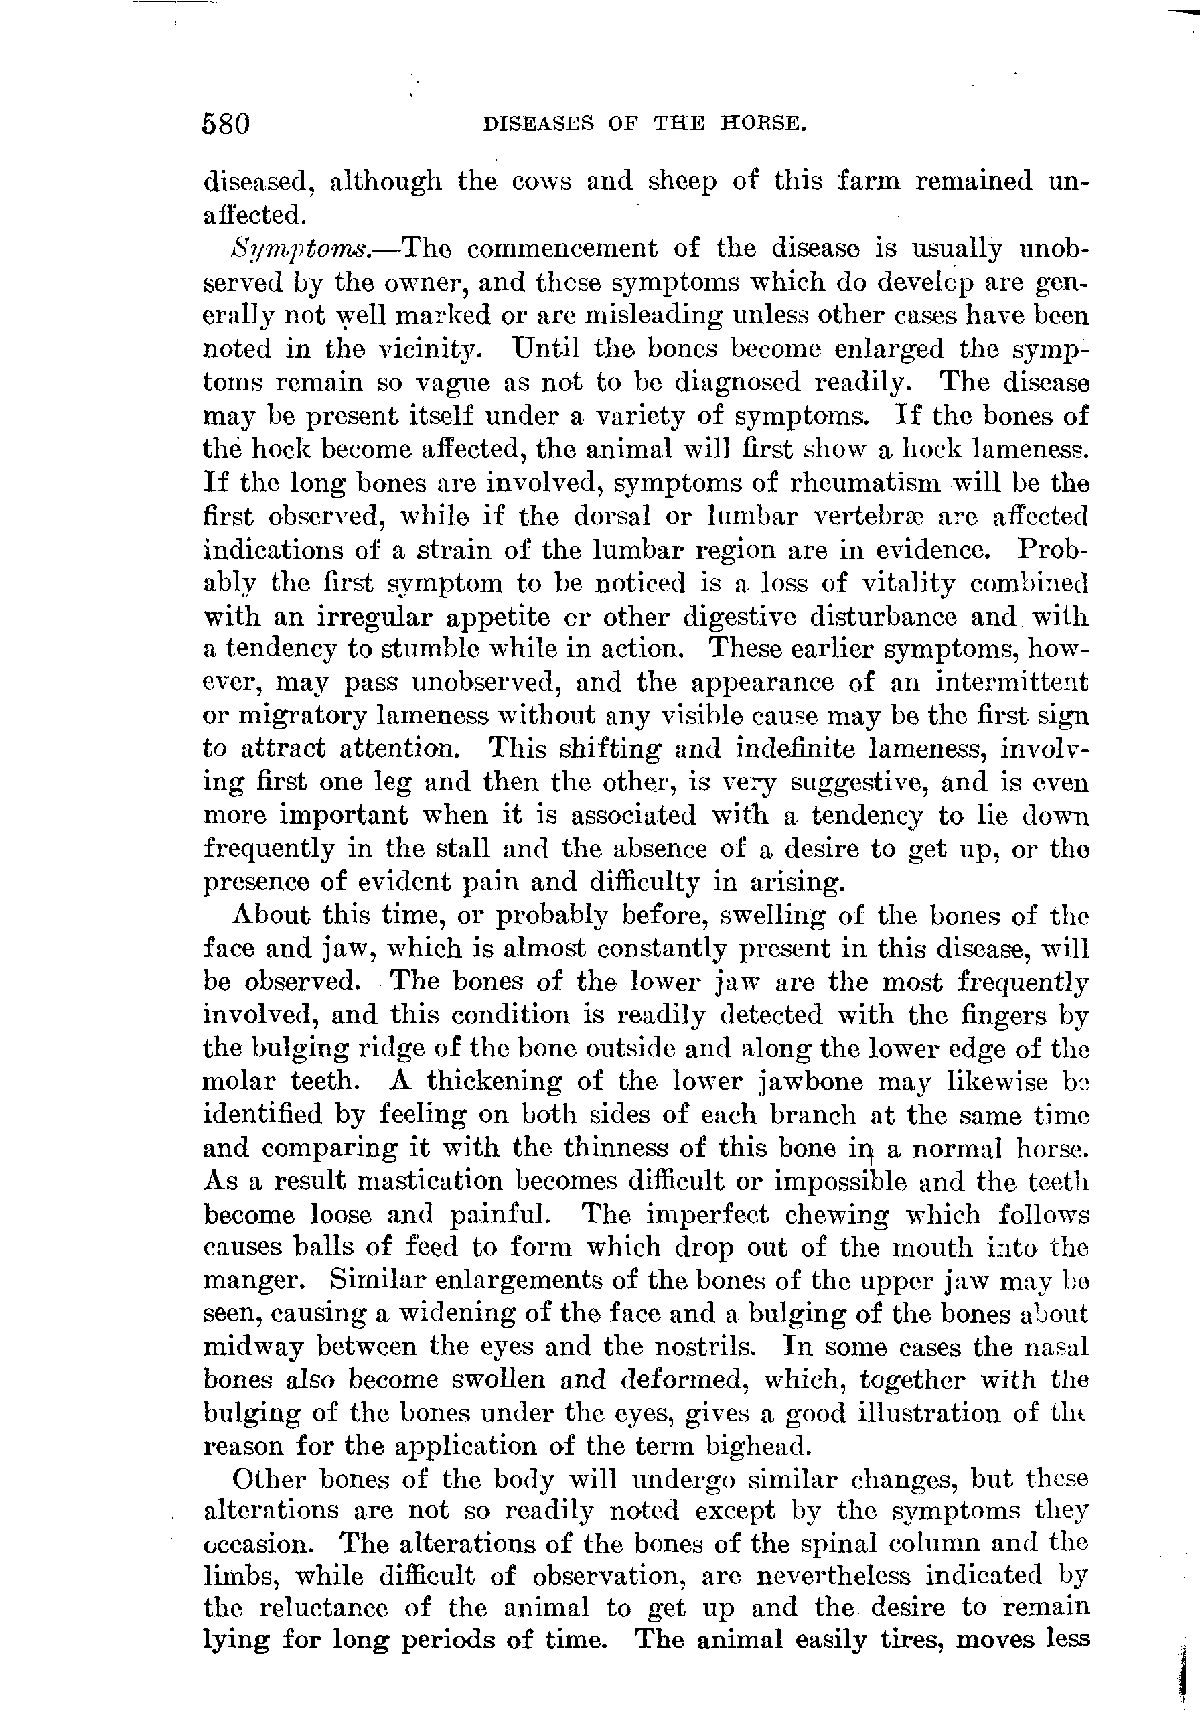 580 DISEASES OF THE HORSE.
diseased, although the cows and sheep of this farm remained un-
affected.
Symptoms.—The commencement of the disease is usually unob-
served by the owner, and those symptoms which do develop are gen-
erally not well marked or are misleading unless other cases have been
noted in the vicinity. Until the bones become enlarged the symp-
toms remain so vague as not to be diagnosed readily. The disease
may be present itself under a variety of symptoms. If the bones of
the hock become affected, the animal will first show a hock lameness.
If the long bones are involved, symptoms of rheumatism will be the
first observed, while if the dorsal or lumbar vertebræ are affected
indications of a strain of the lumbar region are in evidence. Prob-
ably the first symptom to be noticed is a loss of vitality combined
with an irregular appetite or other digestive disturbance and with
a tendency to stumble while in action. These earlier symptoms, how-
ever, may pass unobserved, and the appearance of an intermittent
or migratory lameness without any visible cause may be the first sign
to attract attention. This shifting and indefinite lameness, involv-
ing first one leg and then the other, is very suggestive, and is even
more important when it is associated with a tendency to lie down
frequently in the stall and the absence of a desire to get up, or the
presence of evident pain and difficulty in arising.
About this time, or probably before, swelling of the bones of the
face and jaw, which is almost constantly present in this disease, will
be observed. The bones of the lower jaw are the most frequently
involved, and this condition is readily detected with the fingers by
the bulging ridge of the bone outside and along the lower edge of the
molar teeth. A thickening of the lower jawbone may likewise be
identified by feeling on both sides of each branch at the same time
and comparing it with the thinness of this bone in a normal horse.
As a result mastication becomes difficult or impossible and the teeth
become loose and painful. The imperfect chewing which follows
causes balls of feed to form which drop out of the mouth into the
manger. Similar enlargements of the bones of the upper jaw may be
seen, causing a widening of the face and a bulging of the bones about
midway between the eyes and the nostrils. In some cases the nasal
bones also become swollen and deformed, which, together with the
bulging of the bones under the eyes, gives a good illustration of the
reason for the application of the term bighead.
Other bones of the body will undergo similar changes, but these
alterations are not so readily noted except by the symptoms they
occasion. The alterations of the bones of the spinal column and the
limbs, while difficult of observation, are nevertheless indicated by
the reluctance of the animal to get up and the desire to remain
lying for long periods of time. The animal easily tires, moves less